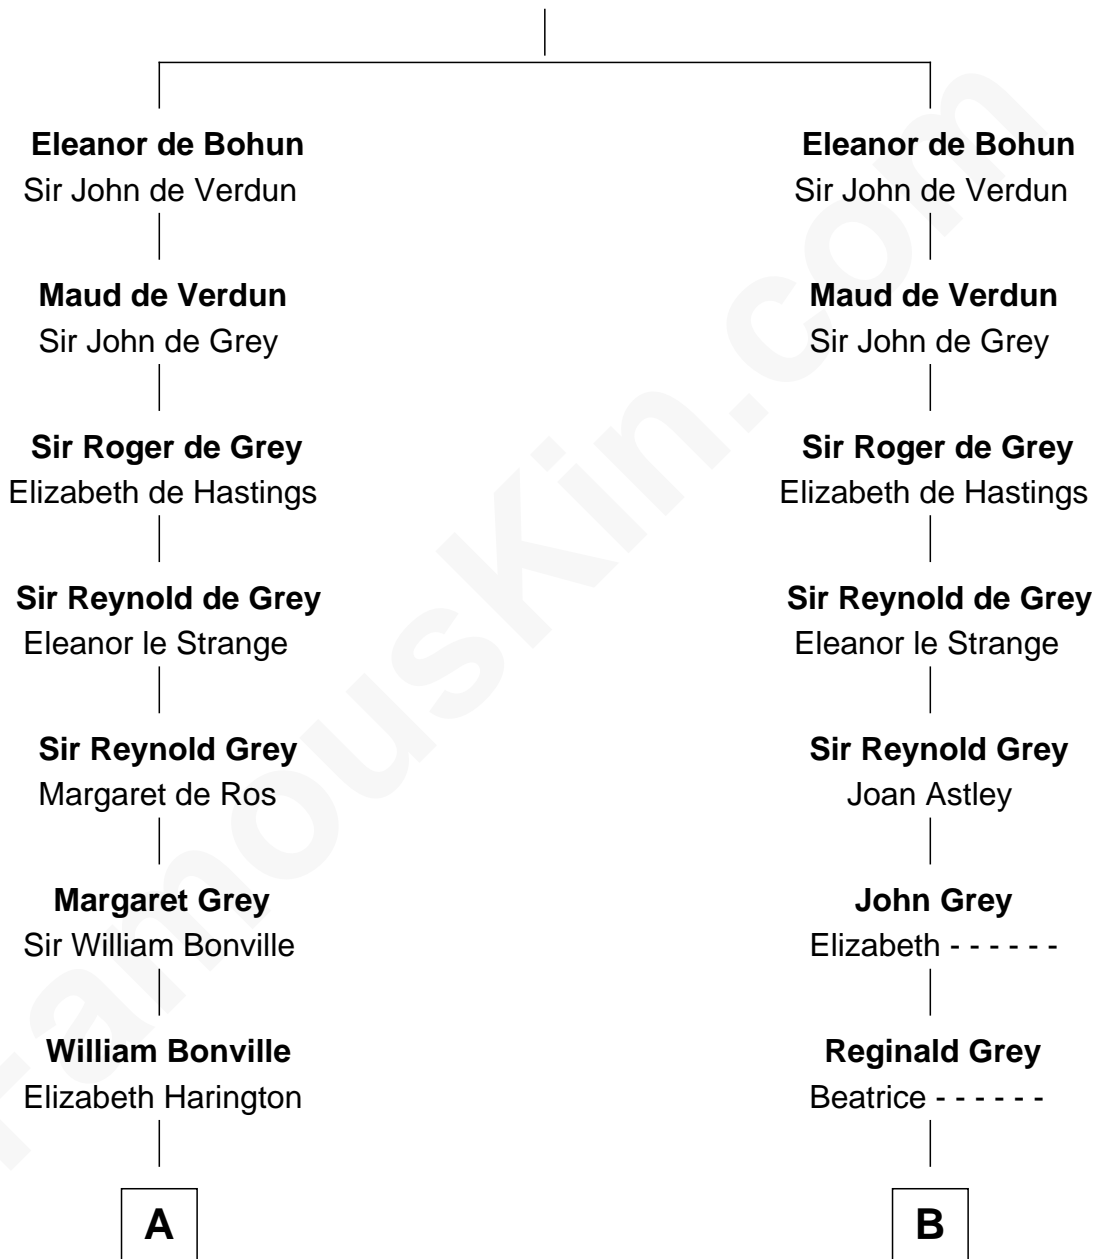 Eleanor de Bohun
Sir John de Verdun
Maud de Verdun
Sir John de Grey
Sir Roger de Grey
Elizabeth de Hastings
Sir Reynold de Grey
Eleanor le Strange
Sir Reynold Grey
Margaret de Ros
Margaret Grey
Sir William Bonville
William Bonville
Elizabeth Harington
A
Eleanor de Bohun
Sir John de Verdun
Maud de Verdun
Sir John de Grey
Sir Roger de Grey
Elizabeth de Hastings
Sir Reynold de Grey
Eleanor le Strange
Sir Reynold Grey
Joan Astley
John Grey
Elizabeth - - - - - -
Reginald Grey
Beatrice - - - - - -
B
FamousKin.com